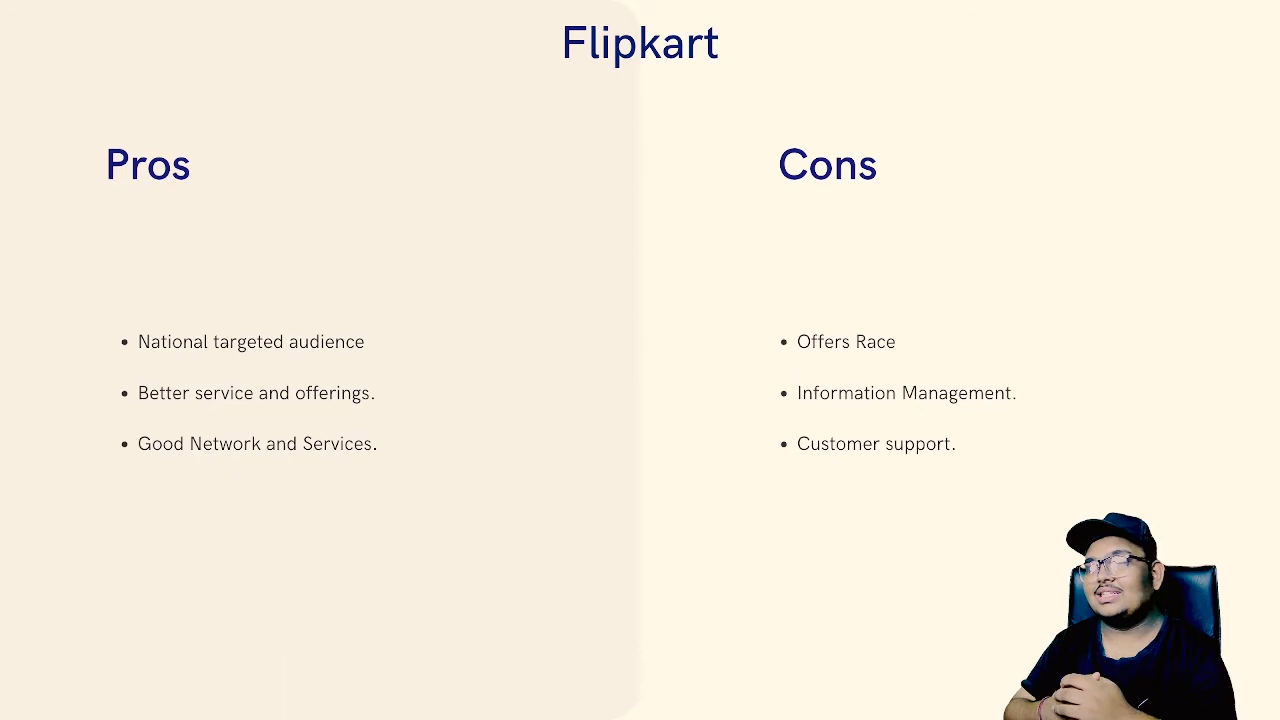 Flipkart
Pros
National targeted audience
Better service and offerings.
Good Network and Services.
Cons
Offers Race
Information Management.
Customer support.